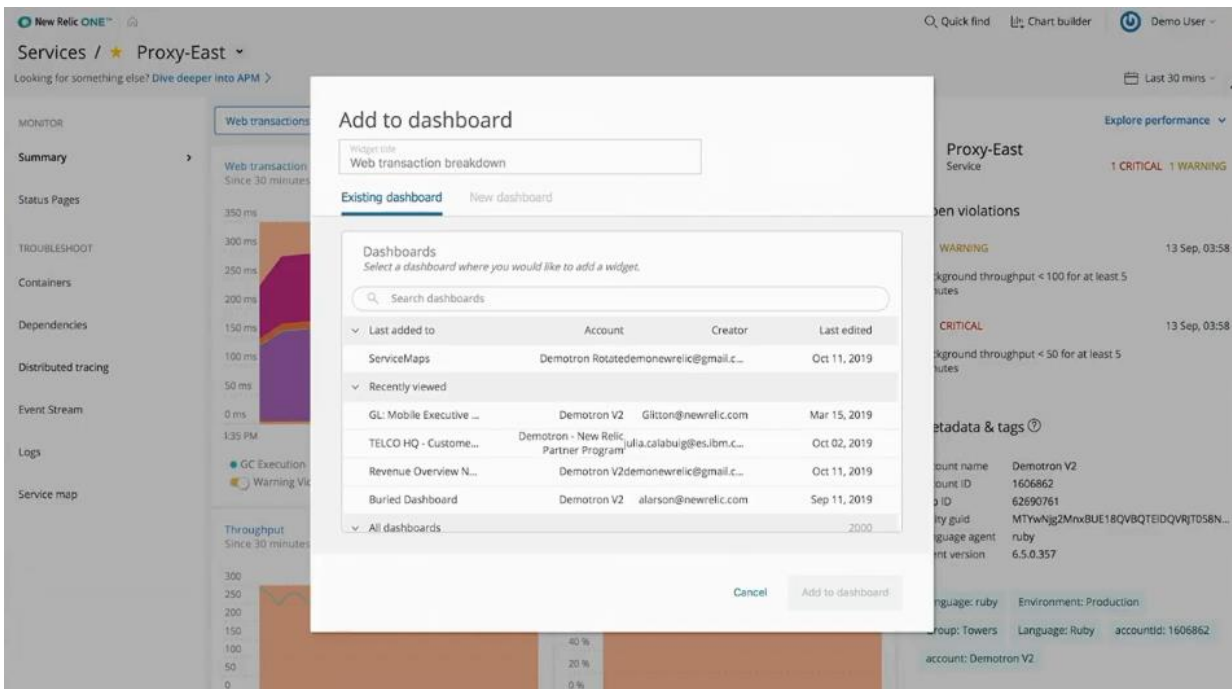 New Relic ONE™
Quick find
Chart builder
Demo User
Services / Proxy-East
Looking for something else? Dive deeper into APM >
Last 30 mins
MONITOR
Summary
Status Pages
TROUBLESHOOT
Containers
Dependencies
Distributed tracing
Event Stream
Logs
Service map
Web transactions
Web transaction
Since 30 minutes
350 ms
300 ms
250 ms
200 ms
150 ms
100 ms
50 ms
0 ms
1:35 PM
GC Execution
Warning Vic
Throughput
Since 30 minutes
300
250
200
150
100
50
0
Add to dashboard
Widget title
Web transaction breakdown
Existing dashboard New dashboard
Dashboards
Select a dashboard where you would like to add a widget.
Search dashboards
Last added to Account Creator Last edited
ServiceMaps Demotron Rotatedemonewrelic@gmail.c... Oct 11, 2019
Recently viewed
GL: Mobile Executive ... Demotron V2 Glitton@newrelic.com Mar 15, 2019
TELCO HQ - Custome... Demotron - New Relic Partner Program julia.calabuig@es.ibm.c... Oct 02, 2019
Revenue Overview N... Demotron V2demonewrelic@gmail.c... Oct 11, 2019
Buried Dashboard Demotron V2 alarson@newrelic.com Sep 11, 2019
All dashboards 2000
Cancel Add to dashboard
40 %
20 %
0 %
Explore performance
Proxy-East
Service
1 CRITICAL 1 WARNING
en violations
WARNING 13 Sep, 03:58
kground throughput < 100 for at least 5
nutes
CRITICAL 13 Sep, 03:58
kground throughput < 50 for at least 5
nutes
etadata & tags
ount name Demotron V2
ount ID 1606862
p ID 62690761
ity guid MTYwNjg2MnxBUE18QVBQTElDQVRJT058N...
nguage agent ruby
ent version 6.5.0.357
nguage: ruby Environment: Production
roup: Towers Language: Ruby accountId: 1606862
account: Demotron V2